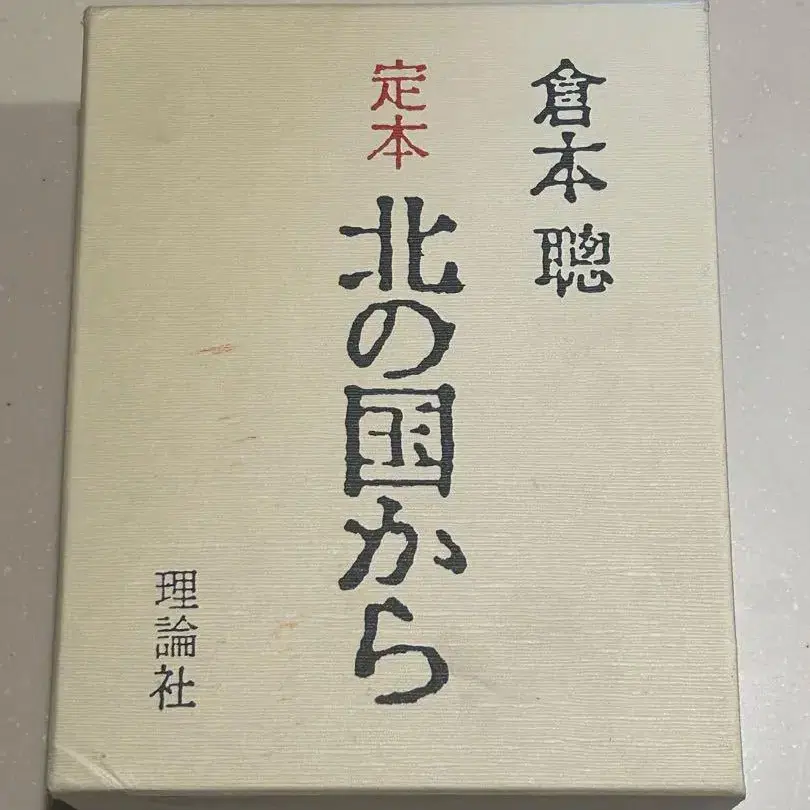 倉本 聰
定本 北の国から
理論社